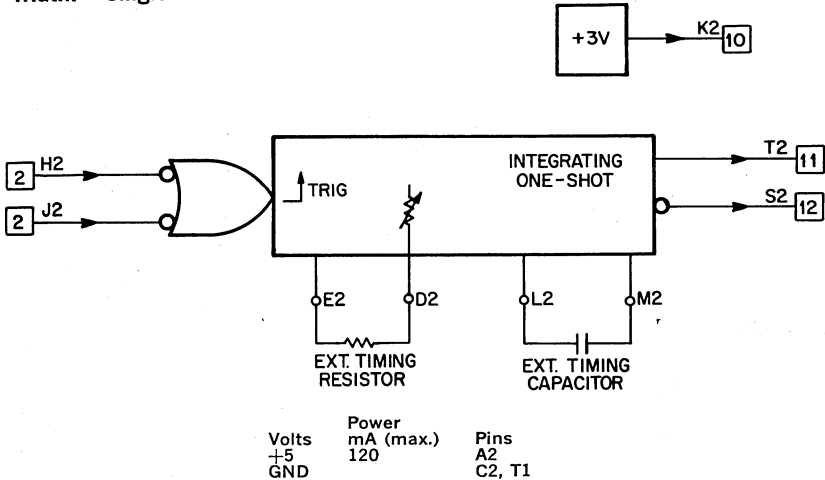 +3V
K2
10
H2
2
J2
2
TRIG
INTEGRATING
ONE-SHOT
T2
11
S2
12
E2
D2
L2
M2
EXT. TIMING
RESISTOR
EXT. TIMING
CAPACITOR
Power
Volts mA (max.) Pins
+5 120 A2
GND C2, T1